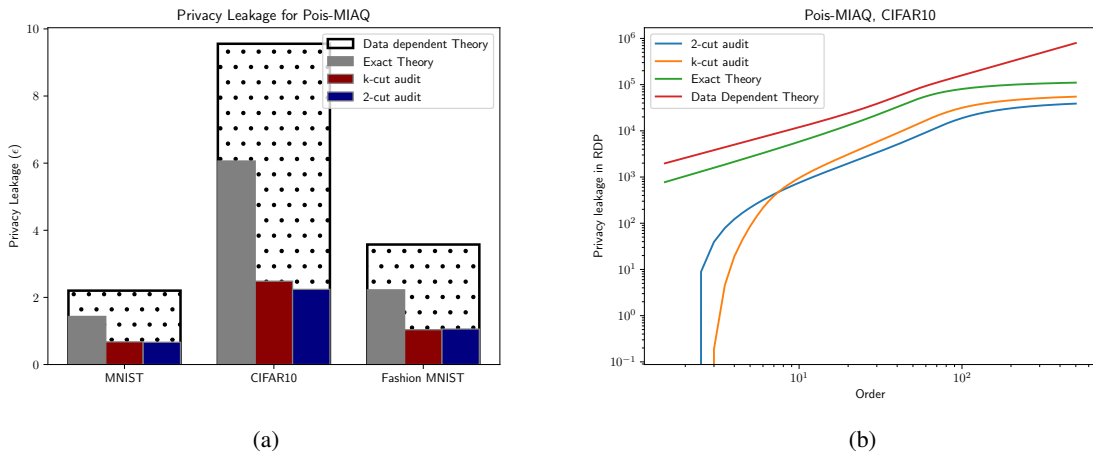 Privacy Leakage for Pois-MIAQ
Privacy Leakage (ϵ)
10
8
6
4
2
0
Data dependent Theory
Exact Theory
k-cut audit
2-cut audit
MNIST
CIFAR10
Fashion MNIST
(a)
Pois-MIAQ, CIFAR10
Privacy leakage in RDP
10^6
10^5
10^4
10^3
10^2
10^1
10^0
10^−1
2-cut audit
k-cut audit
Exact Theory
Data Dependent Theory
10^1
10^2
Order
(b)